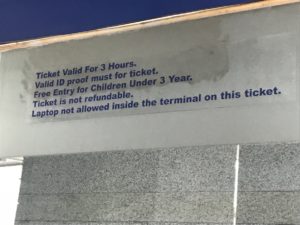 Ticket Valid For 3 Hours.
Valid ID proof must for ticket.
Free Entry for Children Under 3 Year.
Ticket is not refundable.
Laptop not allowed inside the terminal on this ticket.